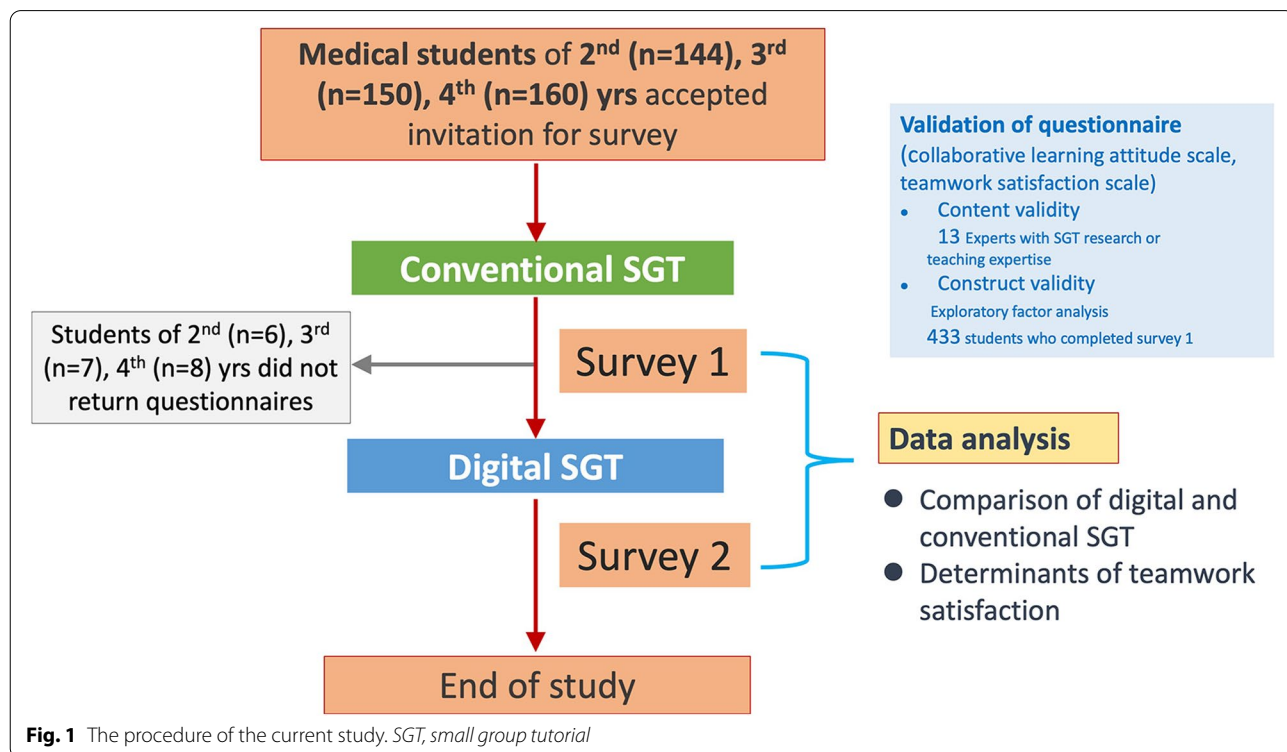 Medical students of 2nd (n=144), 3rd
(n=150), 4th (n=160) yrs accepted
invitation for survey
Validation of questionnaire
(collaborative learning attitude scale,
teamwork satisfaction scale)
• Content validity
13 Experts with SGT research or
teaching expertise
• Construct validity
Exploratory factor analysis
433 students who completed survey 1
Conventional SGT
Students of 2nd (n=6), 3rd
(n=7), 4th (n=8) yrs did not
return questionnaires
Survey 1
Digital SGT
Survey 2
Data analysis
● Comparison of digital and
conventional SGT
● Determinants of teamwork
satisfaction
End of study
Fig. 1 The procedure of the current study. SGT, small group tutorial